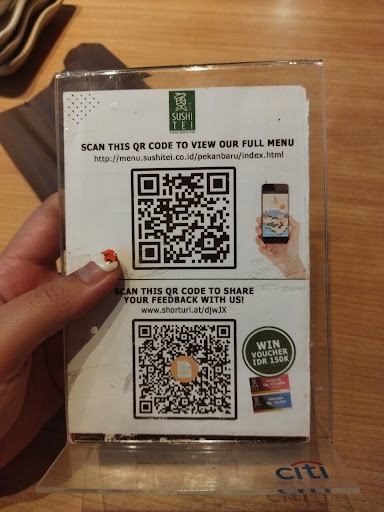 SUSHI
TEI
SCAN THIS QR CODE TO VIEW OUR FULL MENU
http://menu.sushitei.co.id/pekanbaru/index.html
SCAN THIS QR CODE TO SHARE
YOUR FEEDBACK WITH US!
www.shorturl.at/djwJX
WIN
VOUCHER
IDR 150K
citi